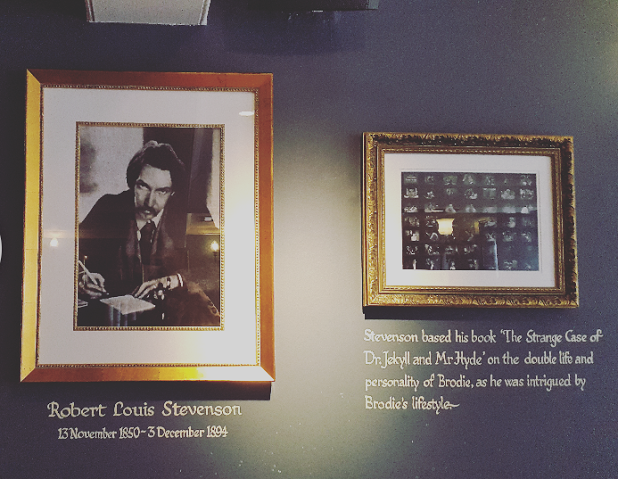 Robert Louis Stevenson
13 November 1850~3 December 1894
Stevenson based his book 'The Strange Case of
Dr. Jekyll and Mr Hyde' on the double life and
personality of Brodie, as he was intrigued by
Brodie's lifestyle~